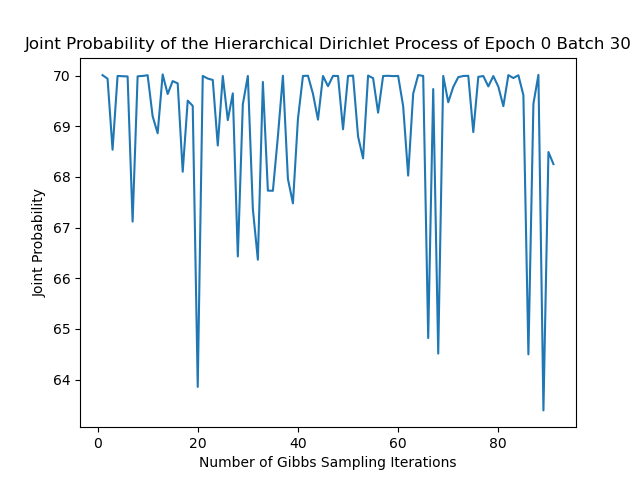 Joint Probability of the Hierarchical Dirichlet Process of Epoch 0 Batch 30
70
69
68
67
66
65
64
Joint Probability
0 20 40 60 80
Number of Gibbs Sampling Iterations